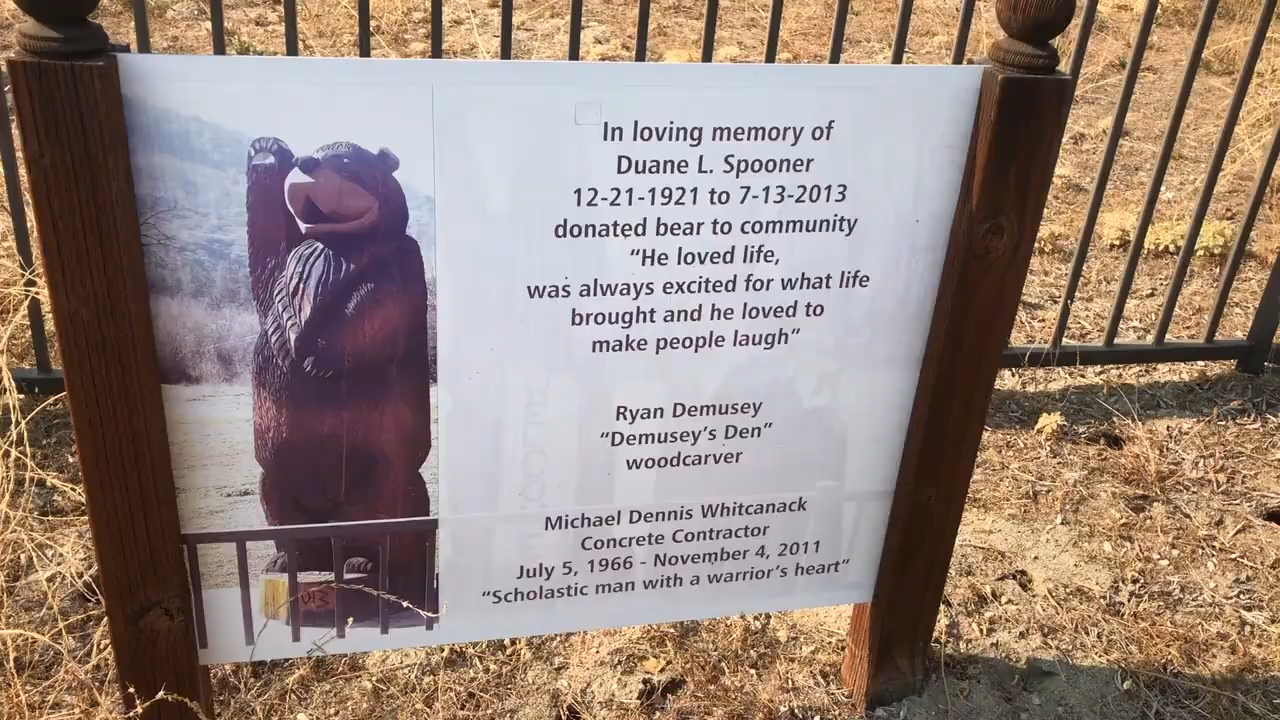 In loving memory of
Duane L. Spooner
12-21-1921 to 7-13-2013
donated bear to community
“He loved life,
was always excited for what life
brought and he loved to
make people laugh”
Ryan Demusey
“Demusey’s Den”
woodcarver
Michael Dennis Whitcanack
Concrete Contractor
July 5, 1966 - November 4, 2011
“Scholastic man with a warrior’s heart”